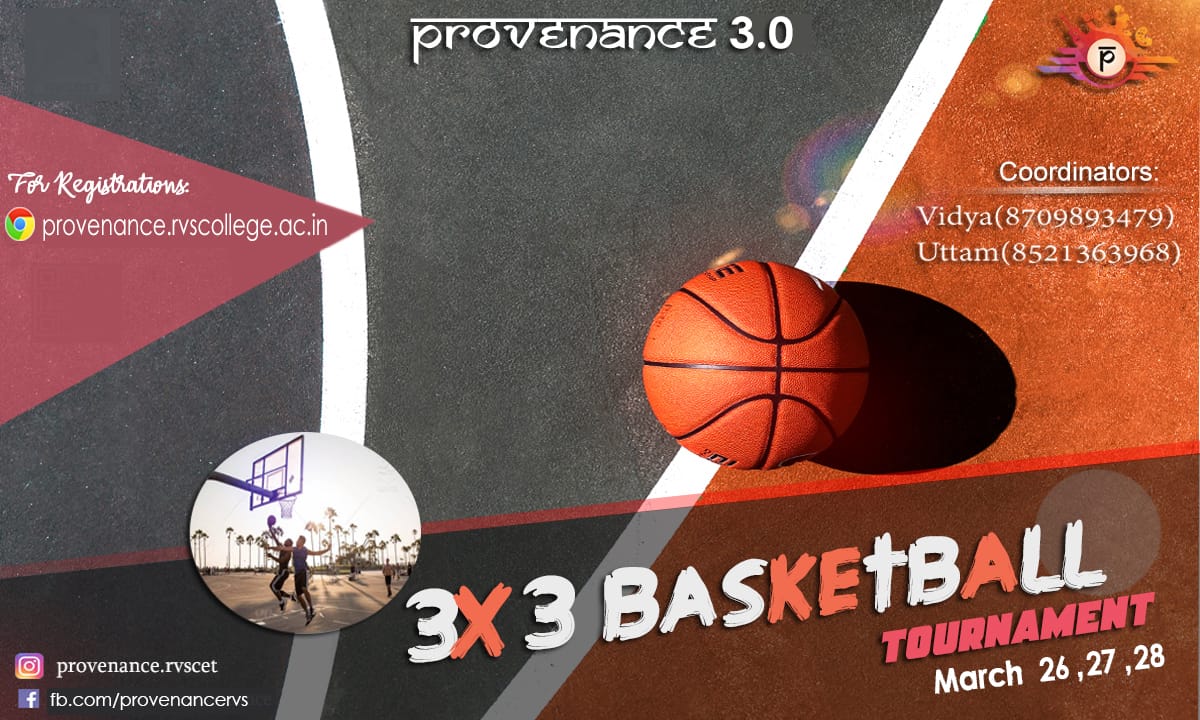 Provenance 3.0
P
For Registrations:
provenance.rvscollege.ac.in
Coordinators:
Vidya(8709893479)
Uttam(8521363968)
3X3 BASKETBALL
TOURNAMENT
March 26 ,27 ,28
provenance.rvscet
fb.com/provenancervs